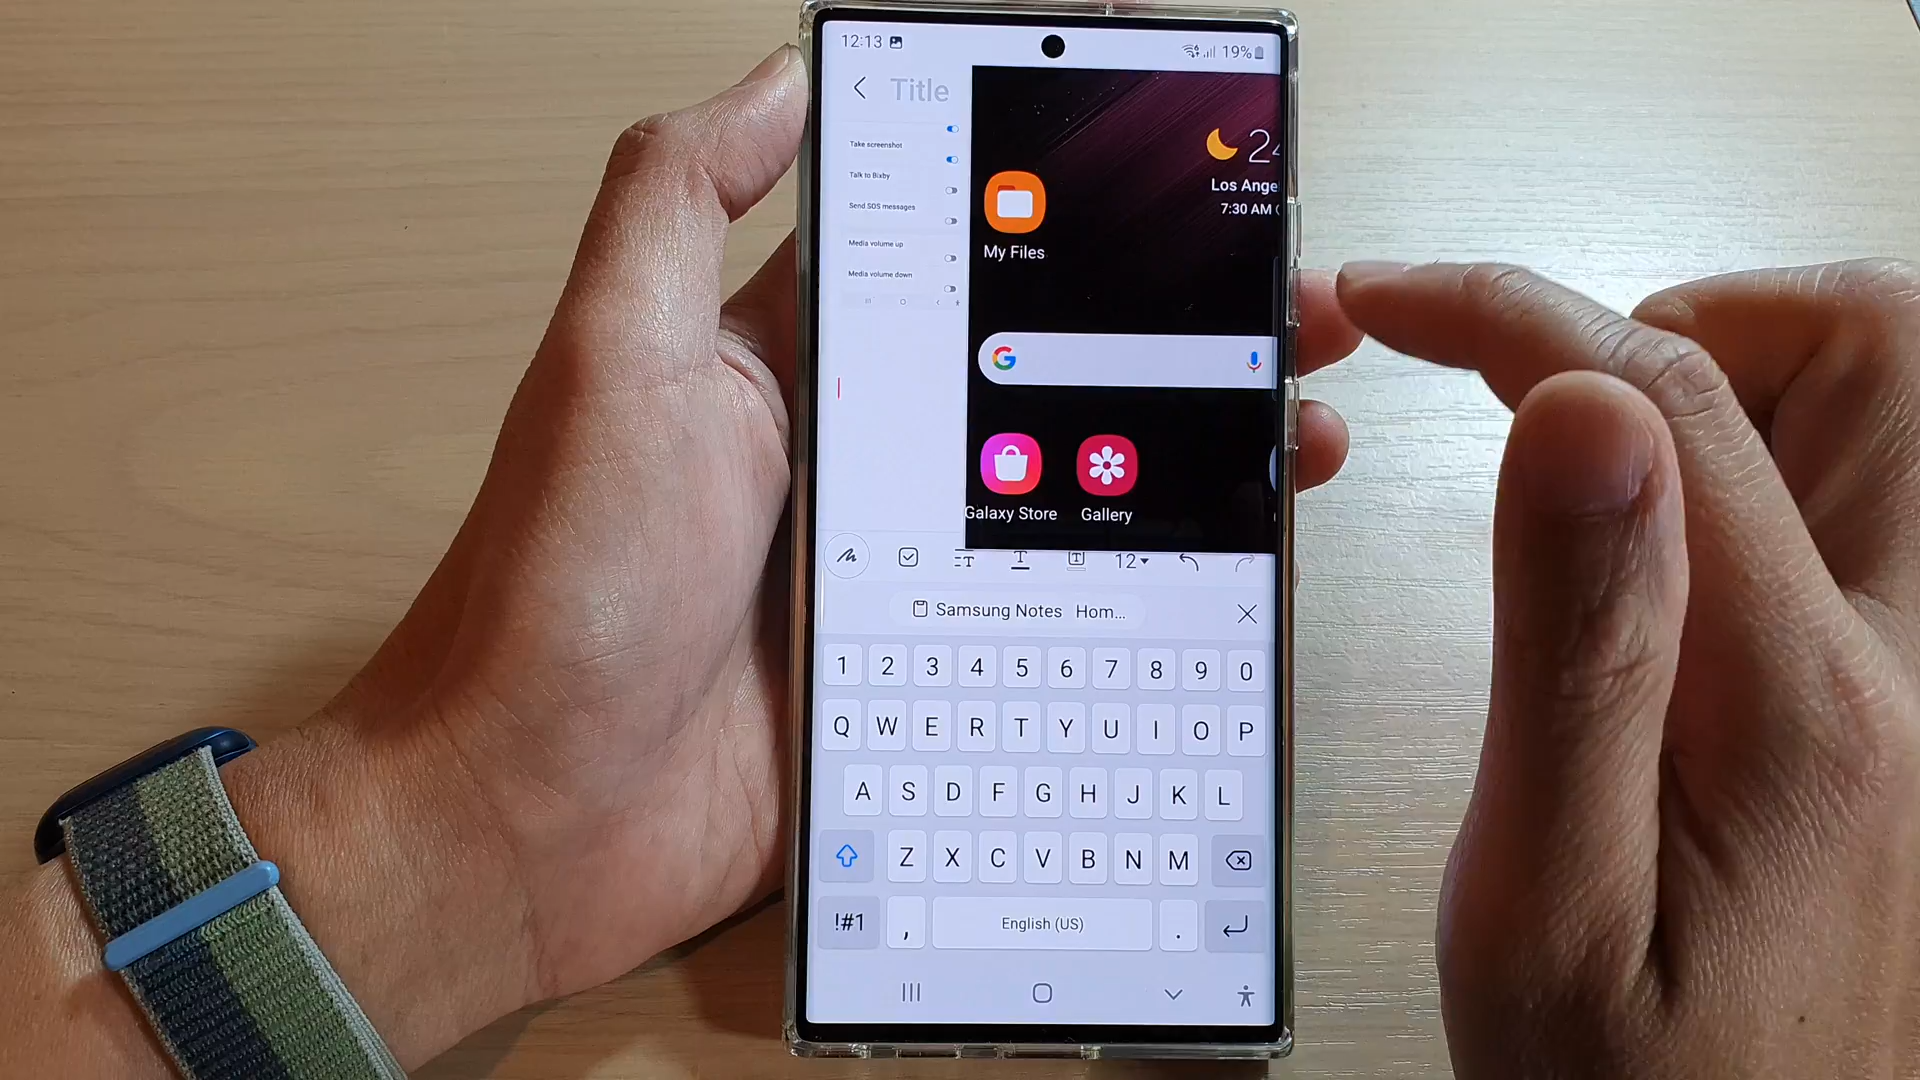 12:13
19%
Title
Take screenshot
Talk to Bixby
Send SOS messages
Media volume up
Media volume down
24
Los Ange
7:30 AM
My Files
G
Galaxy Store
Gallery
T
T
T
12
Samsung Notes Hom...
1 2 3 4 5 6 7 8 9 0
Q W E R T Y U I O P
A S D F G H J K L
Z X C V B N M
!#1 , English (US) .